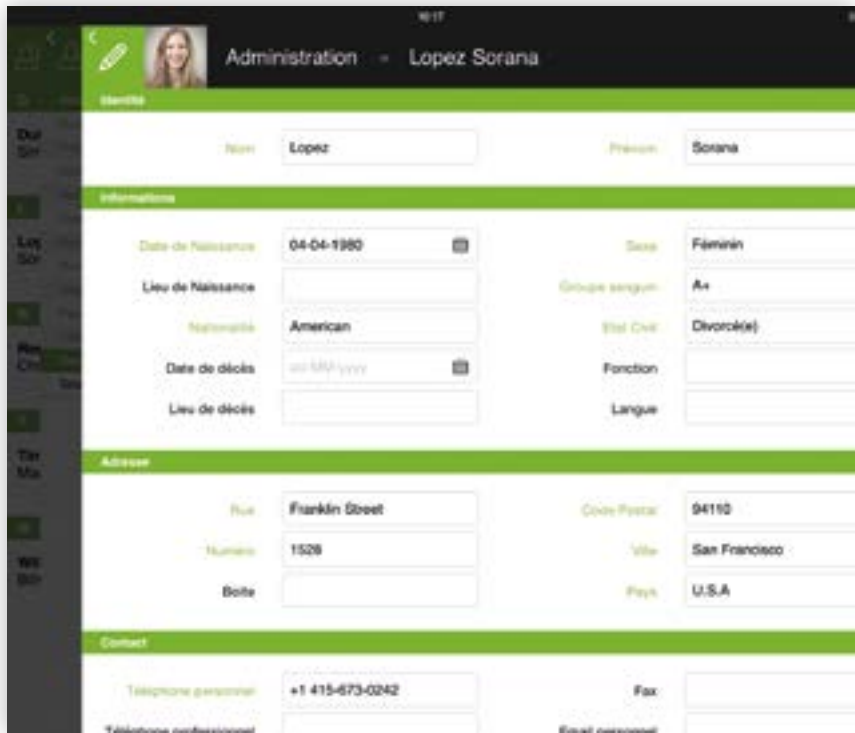 10:17
Administration - Lopez Sorana
Identité
Nom Lopez Prénom Sorana
Informations
Date de Naissance 04-04-1980 Sexe Féminin
Lieu de Naissance Groupe sanguin A+
Nationalité American Etat Civil Divorcé(e)
Date de décès dd-MM-yyyy Fonction
Lieu de décès Langue
Adresse
Rue Franklin Street Code Postal 94110
Numéro 1528 Ville San Francisco
Boite Pays U.S.A
Contact
Téléphone personnel +1 415-673-0242 Fax
Téléphone professionnel Email personnel